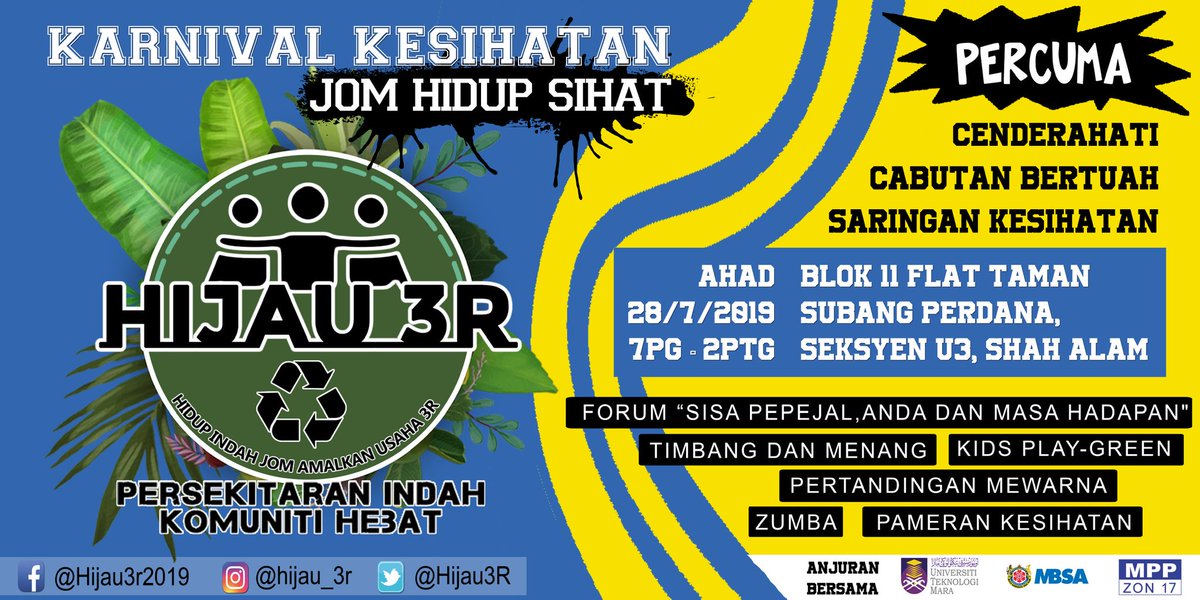 KARNIVAL KESIHATAN
JOM HIDUP SIHAT
HIJAU 3R
HIDUP INDAH JOM AMALKAN USAHA 3R
PERSEKITARAN INDAH
KOMUNITI HEBAT
@Hijau3r2019
@hijau_3r
@Hijau3R
PERCUMA
CENDERAHATI
CABUTAN BERTUAH
SARINGAN KESIHATAN
AHAD
28/7/2019
7PG - 2PTG
BLOK 11 FLAT TAMAN
SUBANG PERDANA,
SEKSYEN U3, SHAH ALAM
FORUM “SISA PEPEJAL,ANDA DAN MASA HADAPAN"
TIMBANG DAN MENANG
KIDS PLAY-GREEN
PERTANDINGAN MEWARNA
ZUMBA
PAMERAN KESIHATAN
ANJURAN
BERSAMA
UNIVERSITI
TEKNOLOGI
MARA
MBSA
MPP
ZON 17